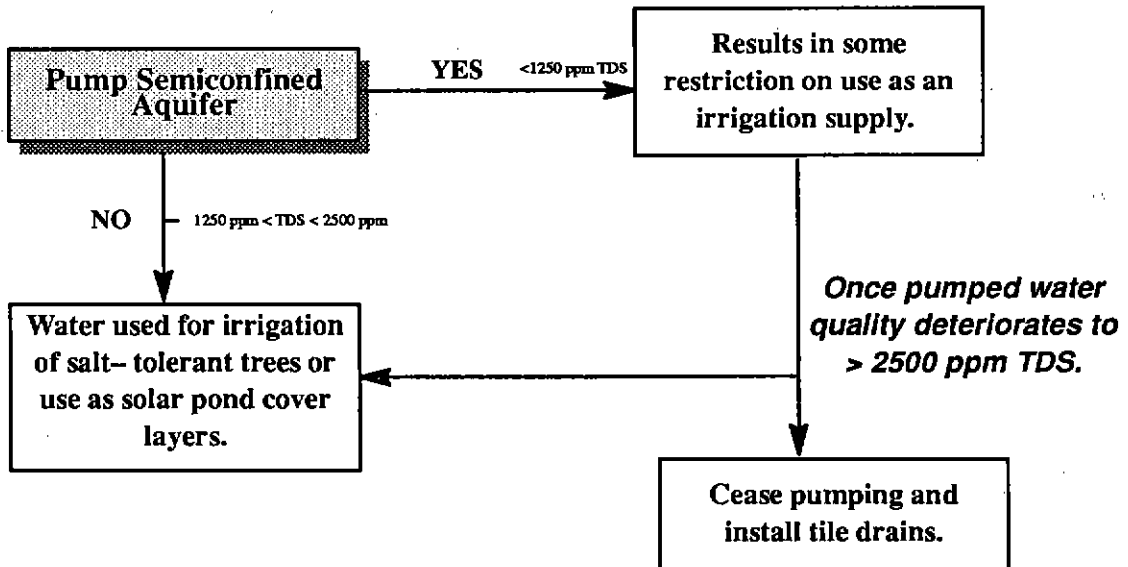 Pump Semiconfined
Aquifer
YES
<1250 ppm TDS
Results in some
restriction on use as an
irrigation supply.
NO
1250 ppm < TDS < 2500 ppm
Once pumped water
quality deteriorates to
> 2500 ppm TDS.
Water used for irrigation
of salt– tolerant trees or
use as solar pond cover
layers.
Cease pumping and
install tile drains.